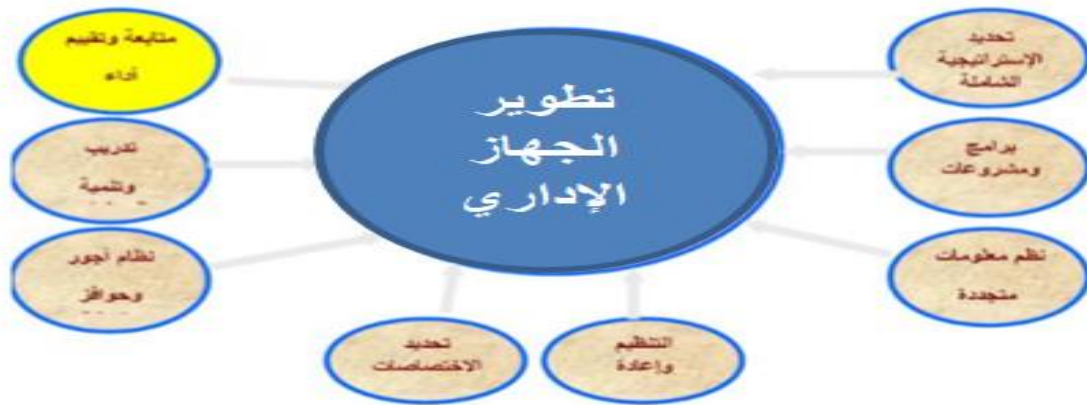 تطوير
الجهاز
الإداري
تحديد
الإستراتيجية
الشاملة
برامج
ومشروعات
نظم معلومات
متجددة
التنظيم
وإعادة
تحديد
الاختصاصات
نظام أجور
وحوافز
تدريب
وتنمية
متابعة وتقييم
أداء